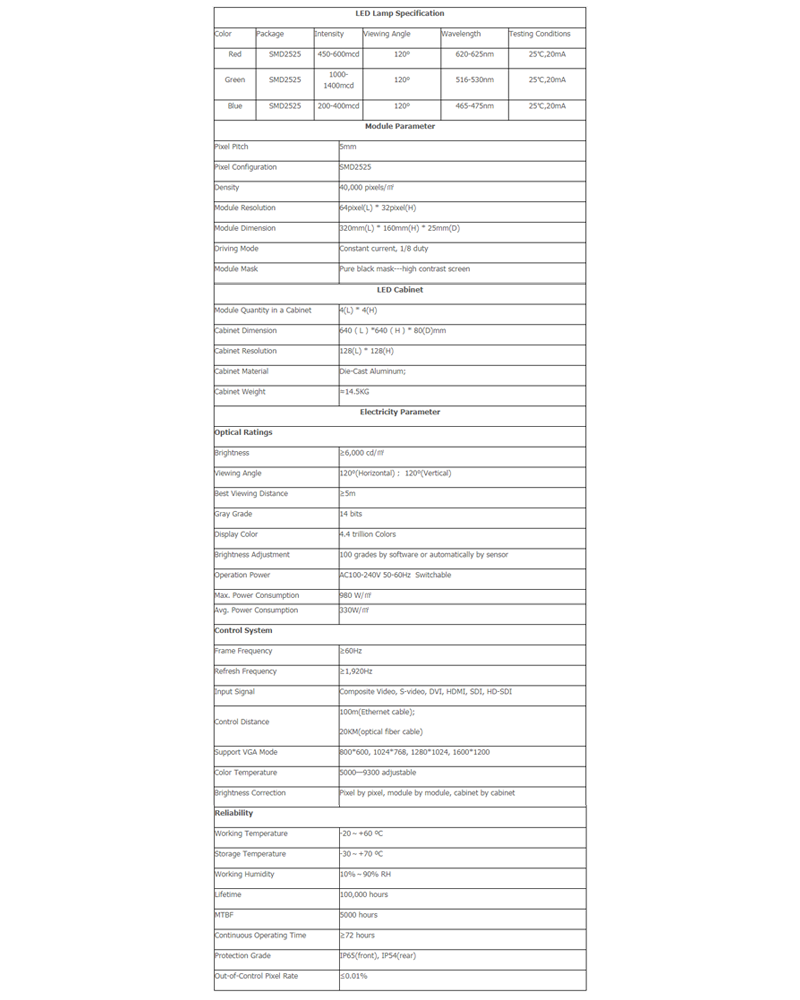 LED Lamp Specification
Color Package Intensity Viewing Angle Wavelength Testing Conditions
Red SMD2525 450-600mcd 120º 620-625nm 25℃,20mA
Green SMD2525 1000-1400mcd 120º 516-530nm 25℃,20mA
Blue SMD2525 200-400mcd 120º 465-475nm 25℃,20mA
Module Parameter
Pixel Pitch 5mm
Pixel Configuration SMD2525
Density 40,000 pixels/㎡
Module Resolution 64pixel(L) * 32pixel(H)
Module Dimension 320mm(L) * 160mm(H) * 25mm(D)
Driving Mode Constant current, 1/8 duty
Module Mask Pure black mask---high contrast screen
LED Cabinet
Module Quantity in a Cabinet 4(L) * 4(H)
Cabinet Dimension 640（L）*640（H）* 80(D)mm
Cabinet Resolution 128(L) * 128(H)
Cabinet Material Die-Cast Aluminum;
Cabinet Weight ≈14.5KG
Electricity Parameter
Optical Ratings
Brightness ≥6,000 cd/㎡
Viewing Angle 120º(Horizontal)； 120º(Vertical)
Best Viewing Distance ≥5m
Gray Grade 14 bits
Display Color 4.4 trillion Colors
Brightness Adjustment 100 grades by software or automatically by sensor
Operation Power AC100-240V 50-60Hz Switchable
Max. Power Consumption 980 W/㎡
Avg. Power Consumption 330W/㎡
Control System
Frame Frequency ≥60Hz
Refresh Frequency ≥1,920Hz
Input Signal Composite Video, S-video, DVI, HDMI, SDI, HD-SDI
Control Distance 100m(Ethernet cable);
20KM(optical fiber cable)
Support VGA Mode 800*600, 1024*768, 1280*1024, 1600*1200
Color Temperature 5000—9300 adjustable
Brightness Correction Pixel by pixel, module by module, cabinet by cabinet
Reliability
Working Temperature -20～+60 ºC
Storage Temperature -30～+70 ºC
Working Humidity 10%～90% RH
Lifetime 100,000 hours
MTBF 5000 hours
Continuous Operating Time ≥72 hours
Protection Grade IP65(front), IP54(rear)
Out-of-Control Pixel Rate ≤0.01%